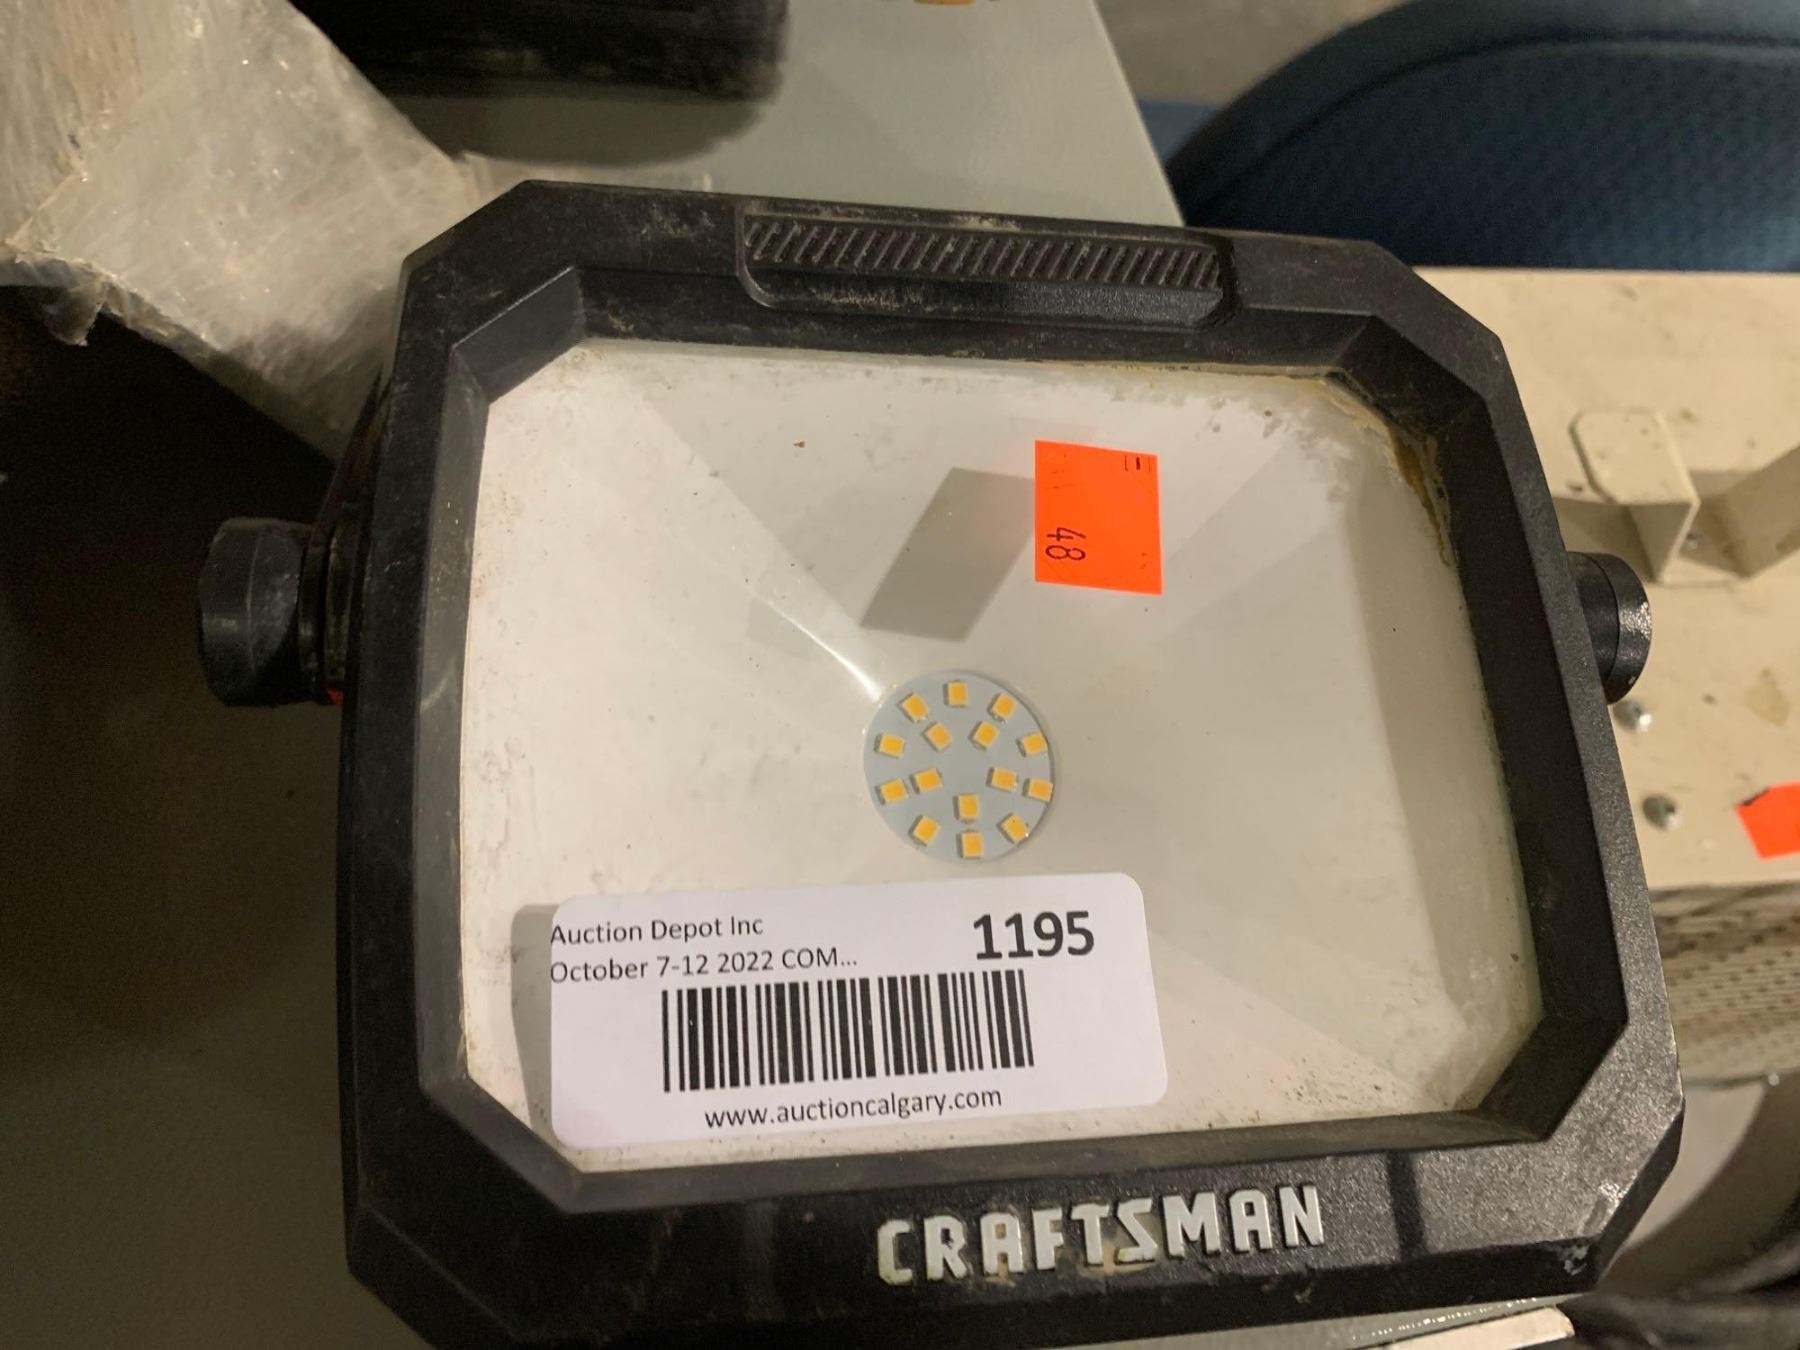 48
Auction Depot Inc
1195
October 7-12 2022 COM...
www.auctioncalgary.com
CRAFTSMAN